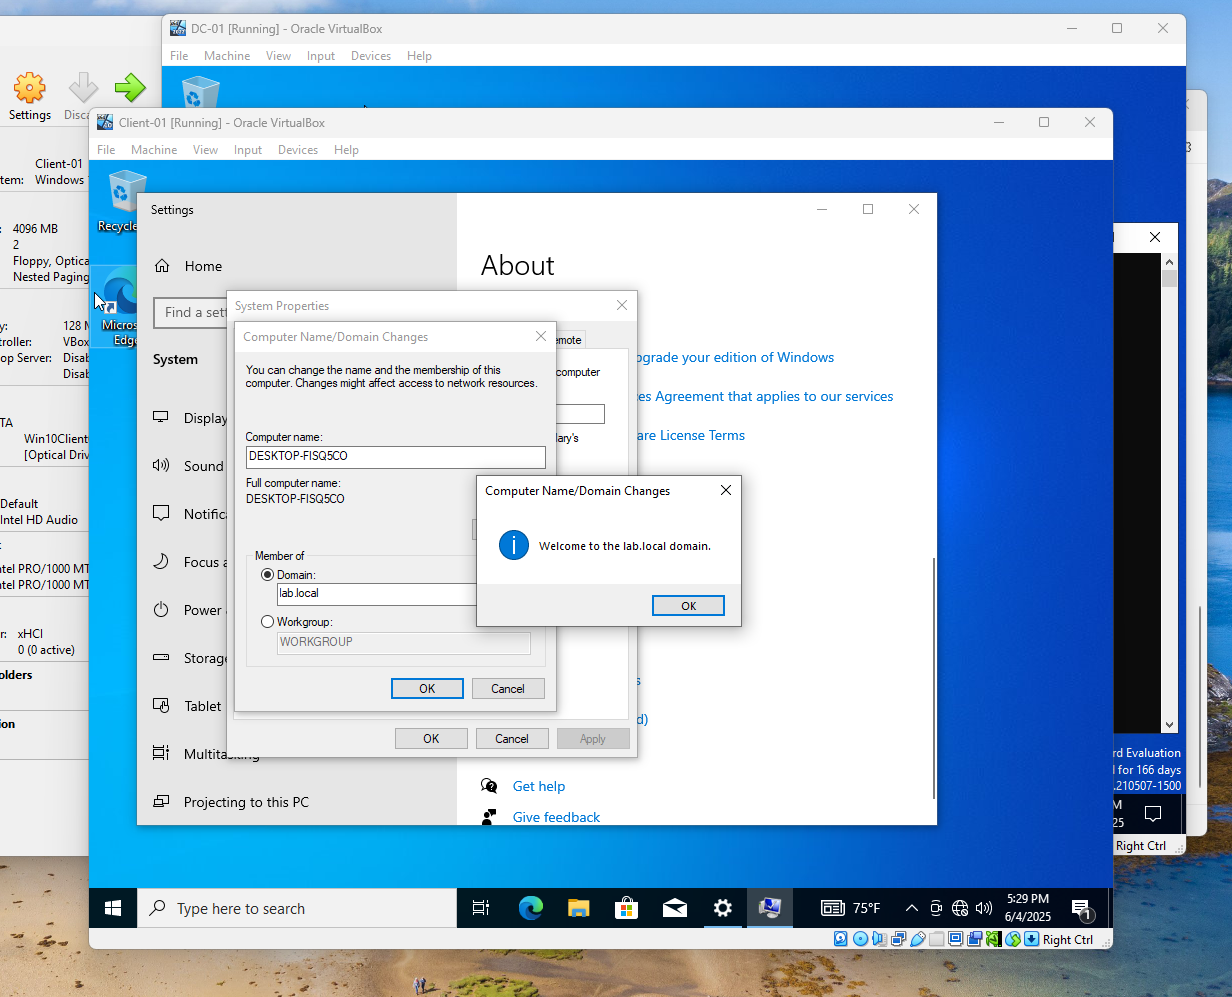 DC-01 [Running] - Oracle VirtualBox
File Machine View Input Devices Help
Settings
Client-01 [Running] - Oracle VirtualBox
File Machine View Input Devices Help
Client-01
tem: Windows
4096 MB
2
Floppy, Optica
Nested Paging
128 M
roller: VBox
op Server: Disab
Disab
TA
Win10Client
[Optical Driv
Default
Intel HD Audio
ntel PRO/1000 MT
ntel PRO/1000 MT
r: xHCI
0 (0 active)
olders
ion
Recycle
Micros
Edge
Settings
Home
Find a sett
System
Display
Sound
Notifica
Focus a
Power
Storage
Tablet
Multitasking
Projecting to this PC
About
pgrade your edition of Windows
es Agreement that applies to our services
are License Terms
s
d)
Get help
Give feedback
System Properties
emote
computer
lary's
OK Cancel Apply
Computer Name/Domain Changes
You can change the name and the membership of this
computer. Changes might affect access to network resources.
Computer name:
DESKTOP-FISQ5CO
Full computer name:
DESKTOP-FISQ5CO
Member of
Domain:
lab.local
Workgroup:
WORKGROUP
OK Cancel
Computer Name/Domain Changes
Welcome to the lab.local domain.
OK
rd Evaluation
for 166 days
.210507-1500
M
25
Right Ctrl
Type here to search
75°F
5:29 PM
6/4/2025
1
Right Ctrl